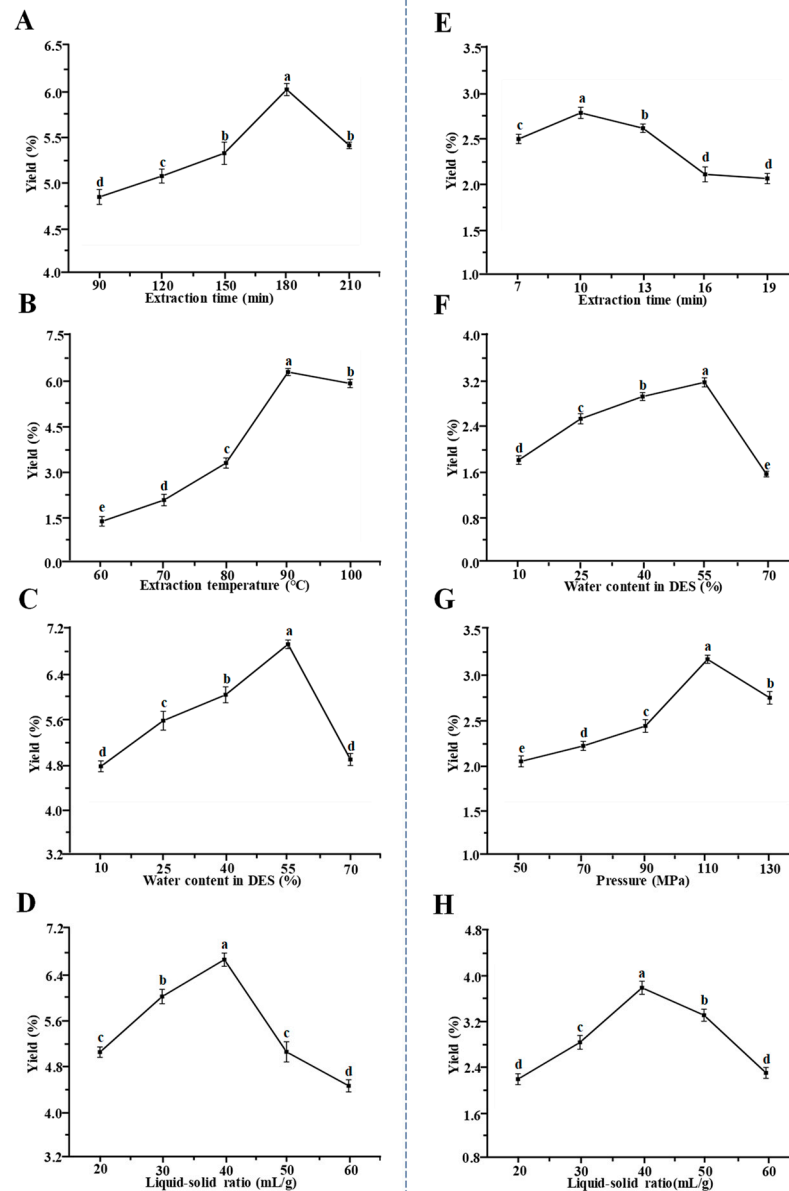 A
6.5
6.0
5.5
5.0
4.5
4.0
Yield (%)
d
c
b
a
b
90 120 150 180 210
Extraction time (min)
B
7.5
6.0
4.5
3.0
1.5
0.0
Yield (%)
e
d
c
a
b
60 70 80 90 100
Extraction temperature (°C)
C
7.2
6.4
5.6
4.8
4.0
3.2
Yield (%)
d
c
b
a
d
10 25 40 55 70
Water content in DES (%)
D
7.2
6.4
5.6
4.8
4.0
3.2
Yield (%)
c
b
a
c
d
20 30 40 50 60
Liquid-solid ratio (mL/g)
E
3.5
3.0
2.5
2.0
1.5
1.0
Yield (%)
c
a
b
d
d
7 10 13 16 19
Extraction time (min)
F
4.0
3.2
2.4
1.6
0.8
0.0
Yield (%)
d
c
b
a
e
10 25 40 55 70
Water content in DES (%)
G
3.5
3.0
2.5
2.0
1.5
1.0
Yield (%)
e
d
c
a
b
50 70 90 110 130
Pressure (MPa)
H
4.8
4.0
3.2
2.4
1.6
0.8
Yield (%)
d
c
a
b
d
20 30 40 50 60
Liquid-solid ratio(mL/g)